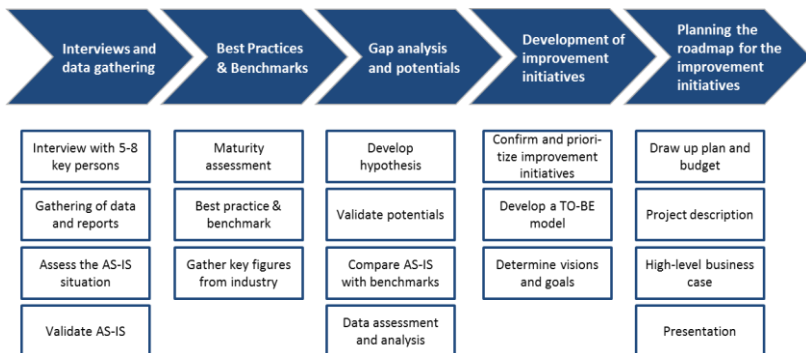 Interviews and
data gathering
Best Practices
& Benchmarks
Gap analysis
and potentials
Development of
improvement
initiatives
Planning the
roadmap for the
improvement
initiatives
Interview with 5-8
key persons
Gathering of data
and reports
Assess the AS-IS
situation
Validate AS-IS
Maturity
assessment
Best practice &
benchmark
Gather key figures
from industry
Develop
hypothesis
Validate potentials
Compare AS-IS
with benchmarks
Data assessment
and analysis
Confirm and priori-
tize improvement
initiatives
Develop a TO-BE
model
Determine visions
and goals
Draw up plan and
budget
Project description
High-level business
case
Presentation